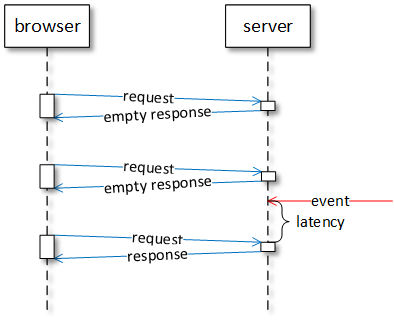 browser
server
request
empty response
request
empty response
event
latency
request
response